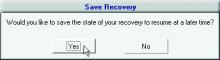 Save Recovery
Would you like to save the state of your recovery to resume at a later time?
Yes
No